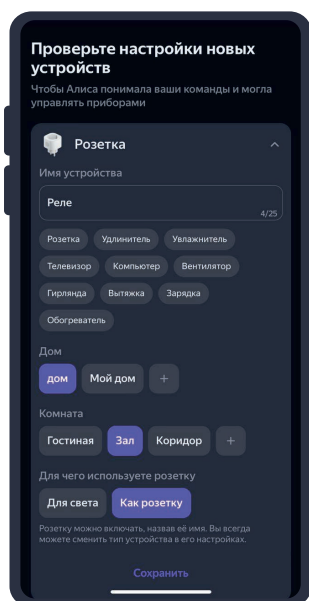 Проверьте настройки новых
устройств
Чтобы Алиса понимала ваши команды и могла
управлять приборами
Розетка
Имя устройства
Реле
4/25
Розетка Удлинитель Увлажнитель
Телевизор Компьютер Вентилятор
Гирлянда Вытяжка Зарядка
Обогреватель
Дом
дом Мой дом +
Комната
Гостиная Зал Коридор +
Для чего используете розетку
Для света Как розетку
Розетку можно включать, назвав её имя. Вы всегда
можете сменить тип устройства в его настройках.
Сохранить